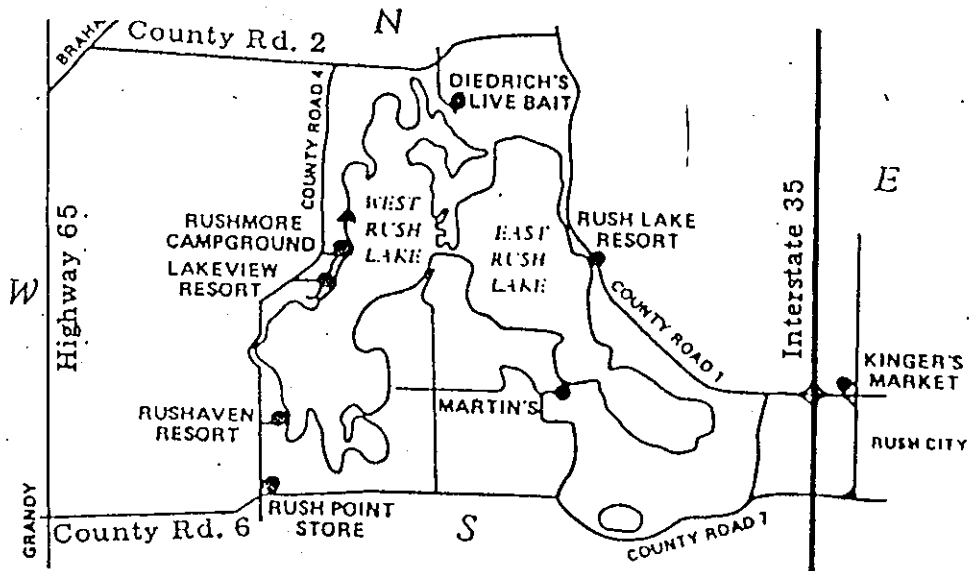 N
County Rd. 2
BRAHA
DIEDRICH'S
LIVE BAIT
COUNTY ROAD 4
E
WEST
RUSH
LAKE
RUSHMORE
CAMPGROUND
EAST
RUSH
LAKE
RUSH LAKE
RESORT
LAKEVIEW
RESORT
W
Highway 65
Interstate 35
COUNTY ROAD 1
KINGER'S
MARKET
RUSHAVEN
RESORT
MARTIN'S
RUSH CITY
GRANDY
County Rd. 6
RUSH POINT
STORE
S
COUNTY ROAD 7